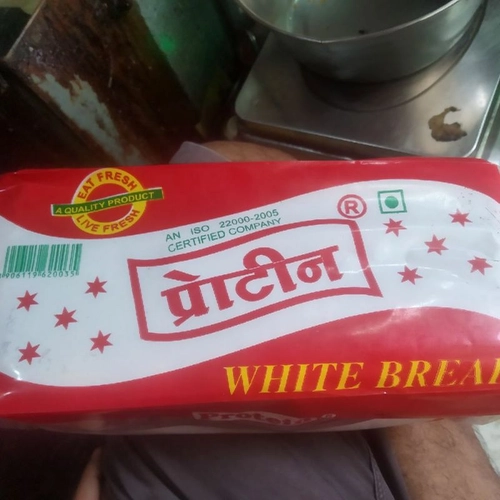 EAT FRESH
A QUALITY PRODUCT
LIVE FRESH
AN ISO 22000-2005
CERTIFIED COMPANY
®
प्रोटीन
WHITE BREA